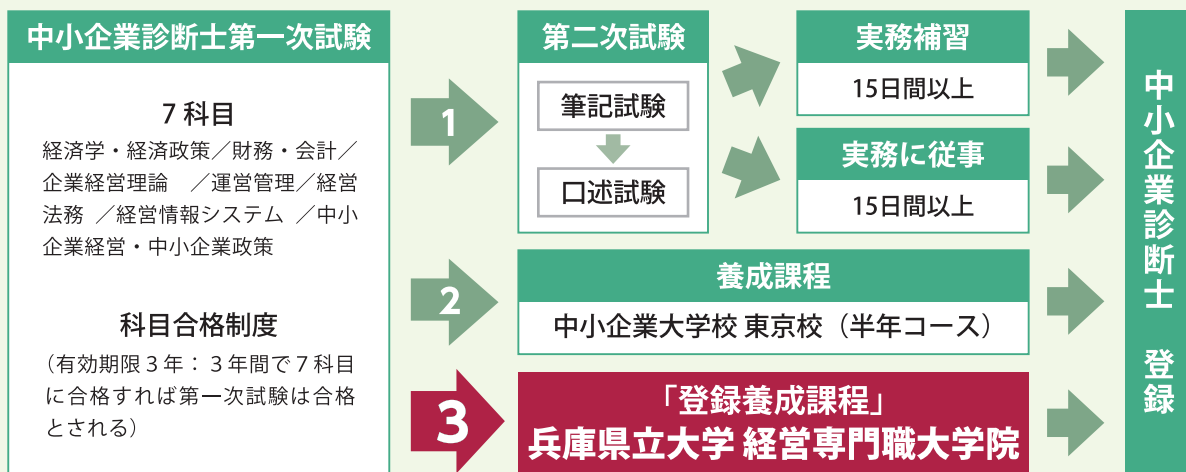 中小企業診断士第一次試験
7科目
経済学・経済政策／財務・会計／
企業経営理論　／運営管理／経営
法務 ／経営情報システム ／中小
企業経営・中小企業政策
科目合格制度
（有効期限3年：3年間で7科目
に合格すれば第一次試験は合格
とされる）
1
第二次試験
筆記試験
口述試験
実務補習
15日間以上
実務に従事
15日間以上
2
養成課程
中小企業大学校 東京校（半年コース）
3
「登録養成課程」
兵庫県立大学 経営専門職大学院
中小企業診断士　登録